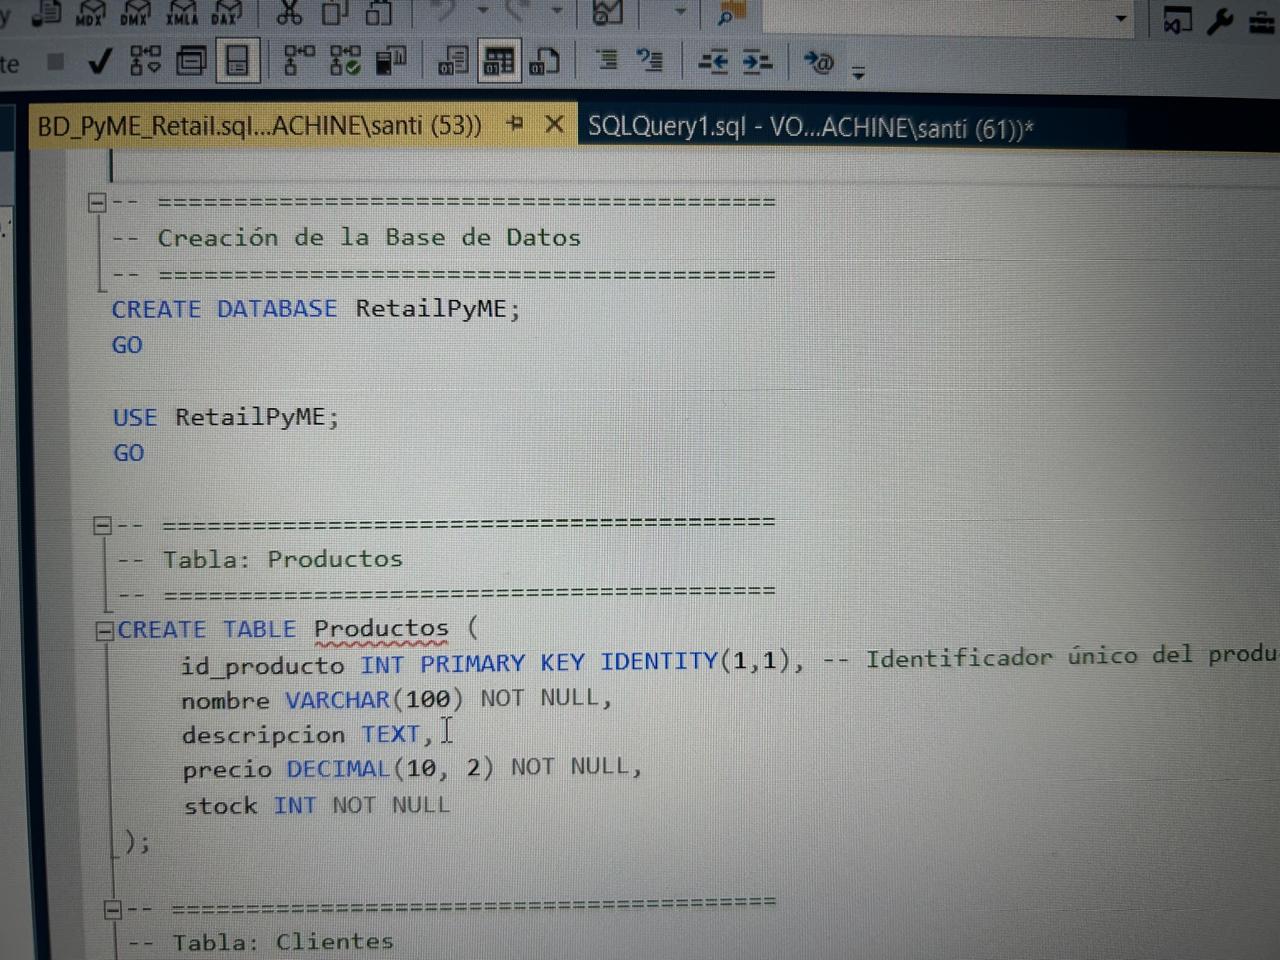 MDX DMX XMLA DAX
te
BD_PyME_Retail.sql...ACHINE\santi (53)) SQLQuery1.sql - VO...ACHINE\santi (61))*
-- =========================================
-- Creación de la Base de Datos
-- =========================================
CREATE DATABASE RetailPyME;
GO
USE RetailPyME;
GO
-- =========================================
-- Tabla: Productos
-- =========================================
CREATE TABLE Productos (
id_producto INT PRIMARY KEY IDENTITY(1,1), -- Identificador único del produ
nombre VARCHAR(100) NOT NULL,
descripcion TEXT,
precio DECIMAL(10, 2) NOT NULL,
stock INT NOT NULL
);
-- ========================================
-- Tabla: Clientes